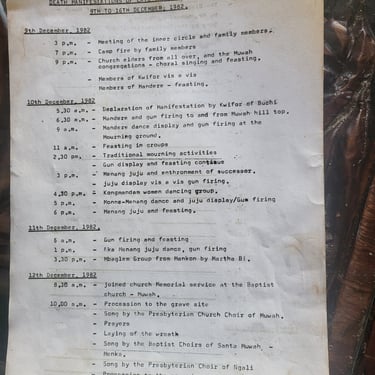 DEATH MANIFESTATIONS OF
9TH TO 16TH DECEMBER, 1982.
9th December, 1982
3 p.m. - Meeting of the inner circle and family members.
7 p.m. - Camp fire by family members
9 p.m. - Church elders from all over, and the Muwah
congregations - choral singing and feasting.
- Members of Kwifor vis a vis
Members of Mandere - feasting.
10th December, 1982
5,30 a.m. - Deplaration of Manifestation by Kwifor of Buchi
6,30 a.m. - Mandere and gun firing to and from Muwah hill top.
9 a.m. - Mandere dance display and gun firing at the
Mourning ground.
11 a.m. - Feasting in croups
2,30 pm. - Traditional mourning activities
- Gun display and feasting continue
3 p.m. - Menang juju and enthronment of successor.
juju display vis a vis gun firing.
4,30 p.m. - Kongmandam women dancing group.
5 p.m. - Monna-Menang dance and juju display/Gum firing
6 p.m. - Menang juju and feasting.
11th December, 1982.
6 a.m. - Gun firing and feasting
1 p.m. - Aka Menang juju dance, gun firing
3,30 p.m. - Mbaglem Group from Menkon by Martha Bi.
12th December, 1982
8,30 a.m. - joined church Memorial service at the Baptist
church - Muwah.
10,00 a.m. - Procession to the grave site
- Song by the Presbyterian Church Choir of Muwah.
- Prayers
- Laying of the wreath
- Song by the Baptist Choirs of Santa Muwah, -
Menka.
- Song by the Presbyterian Choir of Ngali